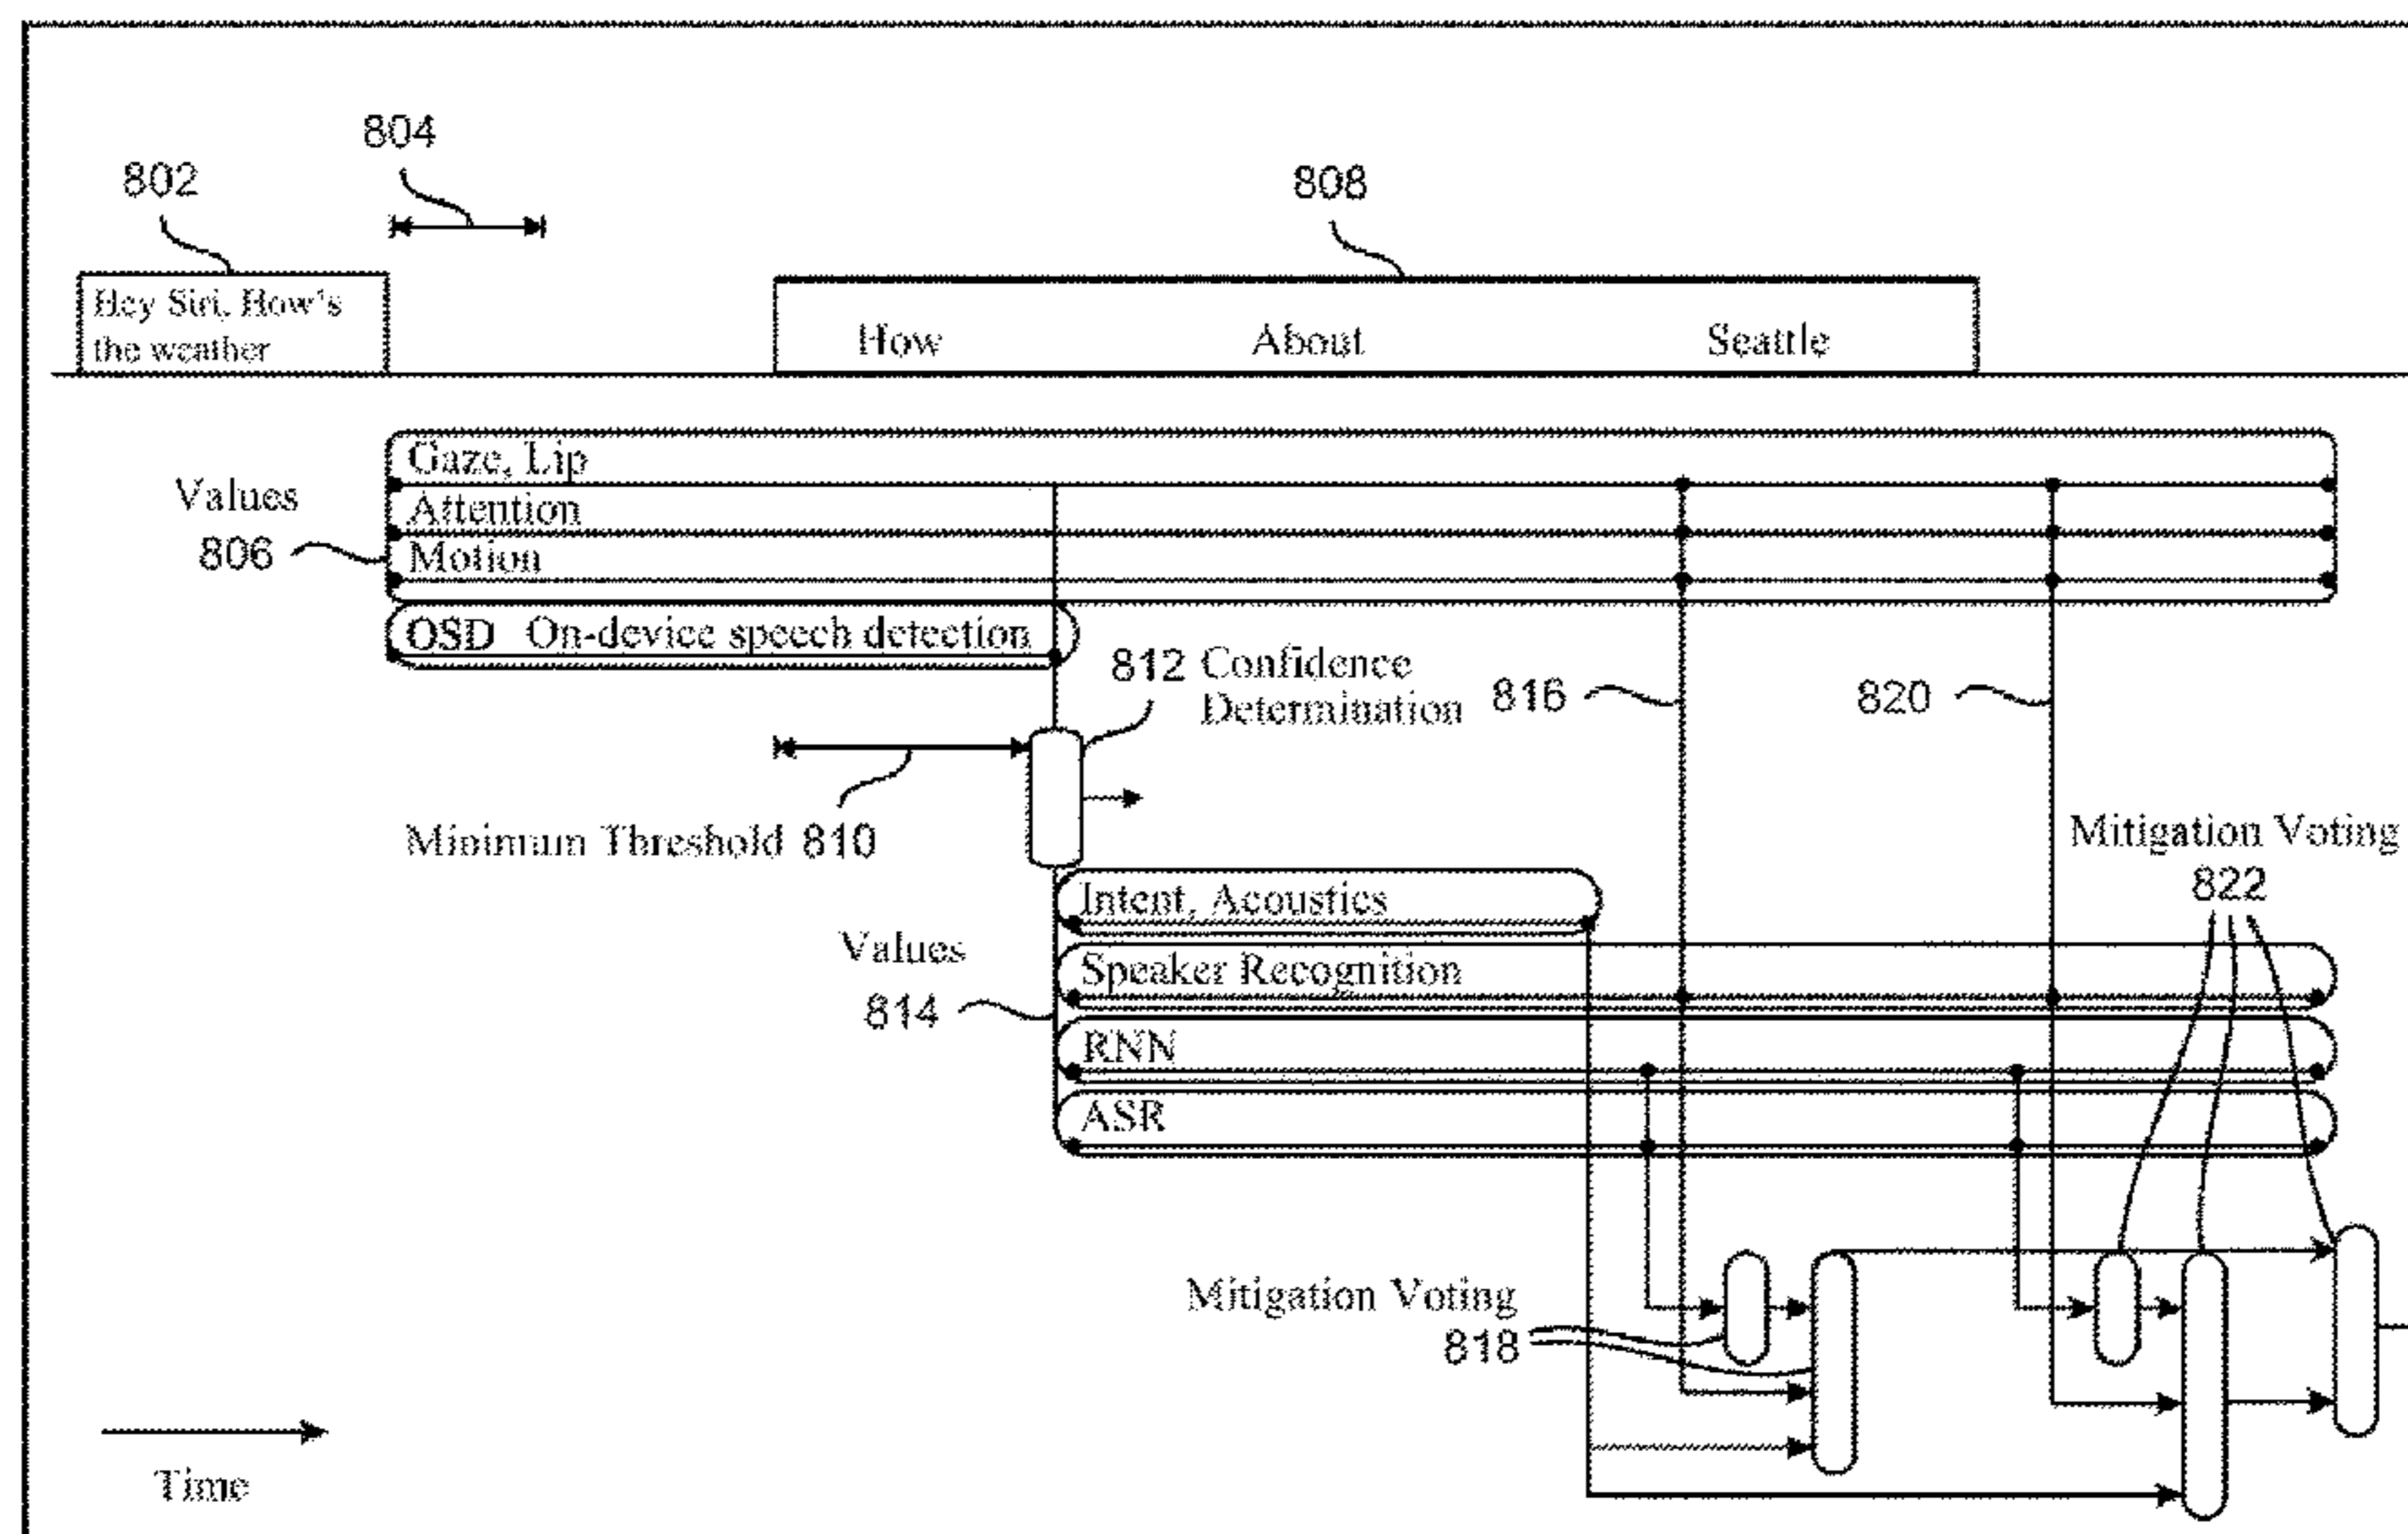 804
802
808
Hey Siri, How's
the weather
How About Seattle
Gaze, Lip
Values
Attention
806
Motion
OSD On-device speech detection
812 Confidence
Determination
816
820
Minimum Threshold 810
Mitigation Voting
822
Intent, Acoustics
Values
Speaker Recognition
814
RNN
ASR
Mitigation Voting
818
Time